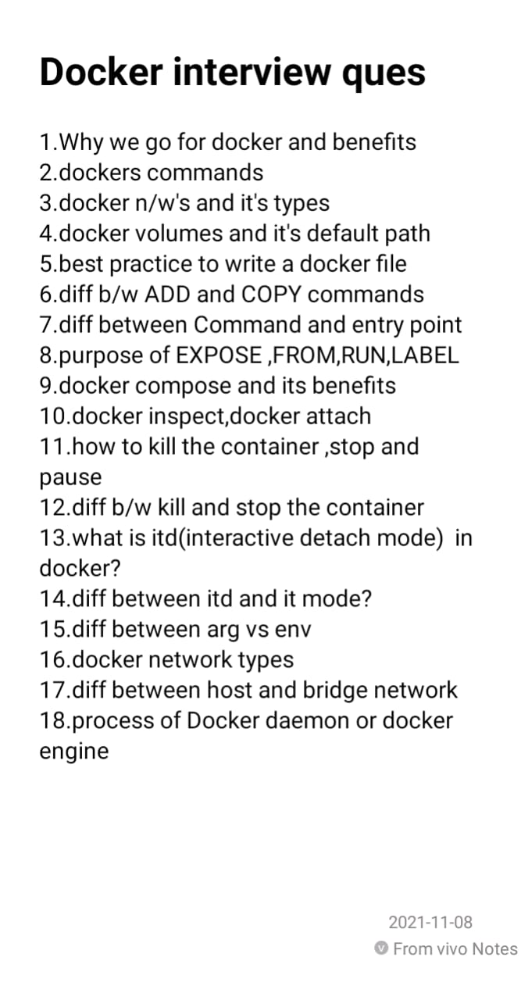 Docker interview ques
1.Why we go for docker and benefits
2.dockers commands
3.docker n/w's and it's types
4.docker volumes and it's default path
5.best practice to write a docker file
6.diff b/w ADD and COPY commands
7.diff between Command and entry point
8.purpose of EXPOSE ,FROM,RUN,LABEL
9.docker compose and its benefits
10.docker inspect,docker attach
11.how to kill the container ,stop and
pause
12.diff b/w kill and stop the container
13.what is itd(interactive detach mode)  in
docker?
14.diff between itd and it mode?
15.diff between arg vs env
16.docker network types
17.diff between host and bridge network
18.process of Docker daemon or docker
engine
2021-11-08
V From vivo Notes